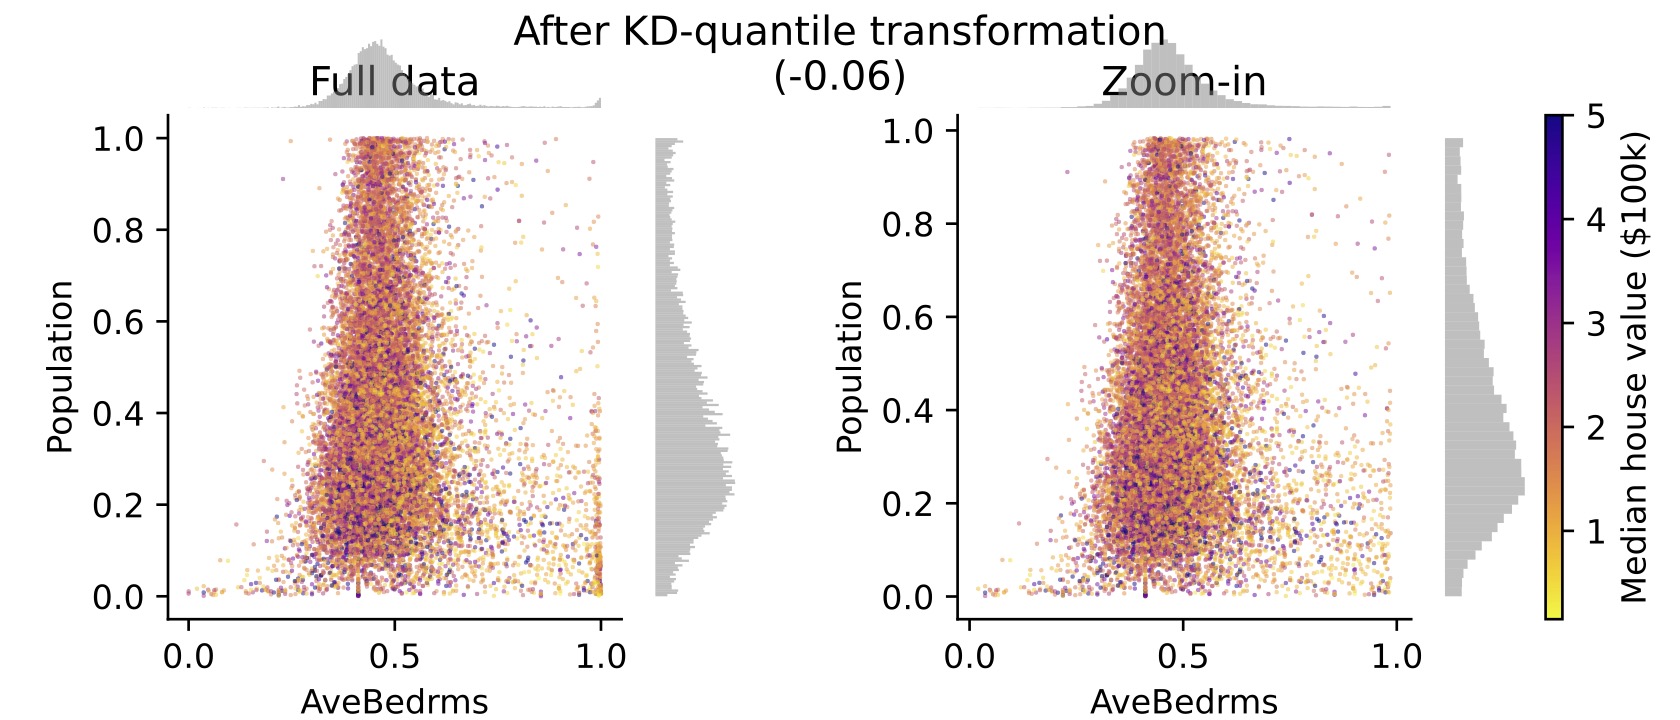 After KD-quantile transformation
(-0.06)
Full data
Zoom-in
1.0
0.8
0.6
0.4
0.2
0.0
Population
0.0 0.5 1.0
AveBedrms
1.0
0.8
0.6
0.4
0.2
0.0
Population
0.0 0.5 1.0
AveBedrms
5
4
3
2
1
Median house value ($100k)